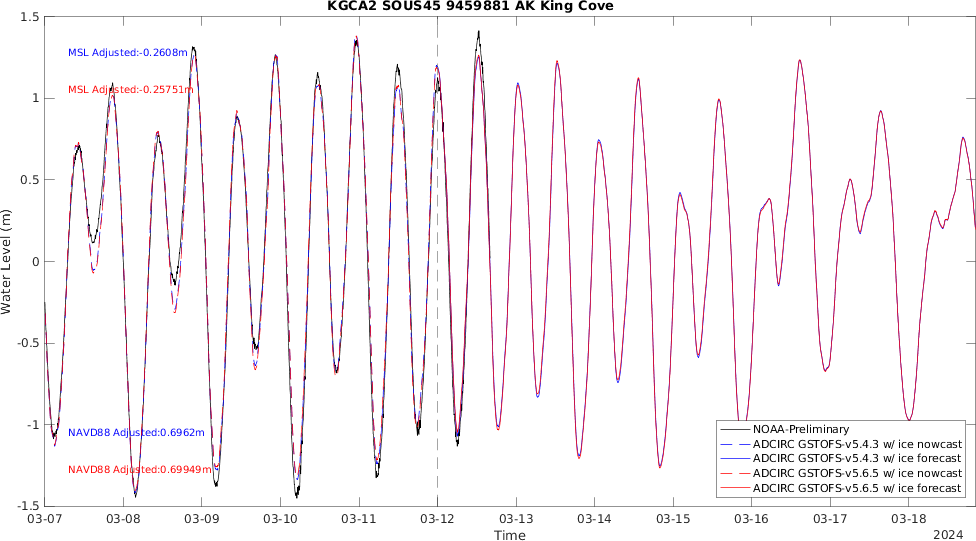 KGCA2 SOUS45 9459881 AK King Cove
1.5
MSL Adjusted:-0.2608m
1
MSL Adjusted:-0.25751m
0.5
Water Level (m)
0
-0.5
-1
NAVD88 Adjusted:0.6962m
NAVD88 Adjusted:0.69949m
-1.5
NOAA-Preliminary
ADCIRC GSTOFS-v5.4.3 w/ ice nowcast
ADCIRC GSTOFS-v5.4.3 w/ ice forecast
ADCIRC GSTOFS-v5.6.5 w/ ice nowcast
ADCIRC GSTOFS-v5.6.5 w/ ice forecast
03-07 03-08 03-09 03-10 03-11 03-12 03-13 03-14 03-15 03-16 03-17 03-18
Time
2024